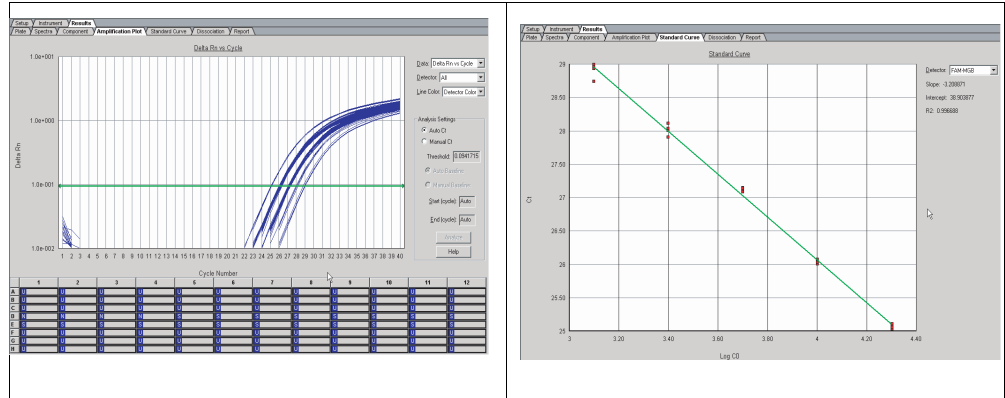 Setup Instrument Results
Plate Spectra Component Amplification Plot Standard Curve Dissociation Report
Delta Rn vs Cycle
1.0e+001
1.0e+000
1.0e-001
1.0e-002
Delta Rn
1 2 3 4 5 6 7 8 9 10 11 12 13 14 15 16 17 18 19 20 21 22 23 24 25 26 27 28 29 30 31 32 33 34 35 36 37 38 39 40
Cycle Number
Data: Delta Rn vs Cycle
Detector: All
Line Color: Detector Color
Analysis Settings
Auto Ct
Manual Ct
Threshold: 0.0941715
Auto Baseline
Manual Baseline
Start (cycle): Auto
End (cycle): Auto
Analyze
Help
1 2 3 4 5 6 7 8 9 10 11 12
A U U U U U U U U U U U U
B U U U U U U U U U U U U
C U U U U U U U U U U U U
D
E S S S S S S S S S S S S
F U U U U U U U U U U U U
G U U U U U U U U U U U U
H U U U U U U U U U U U U
Setup Instrument Results
Plate Spectra Component Amplification Plot Standard Curve Dissociation Report
Standard Curve
29
28.50
28
27.50
27
26.50
26
25.50
25
Ct
3 3.20 3.40 3.60 3.80 4 4.20 4.40
Log C0
Detector: FAM-MGB
Slope: -3.208871
Intercept: 38.903877
R2: 0.996688